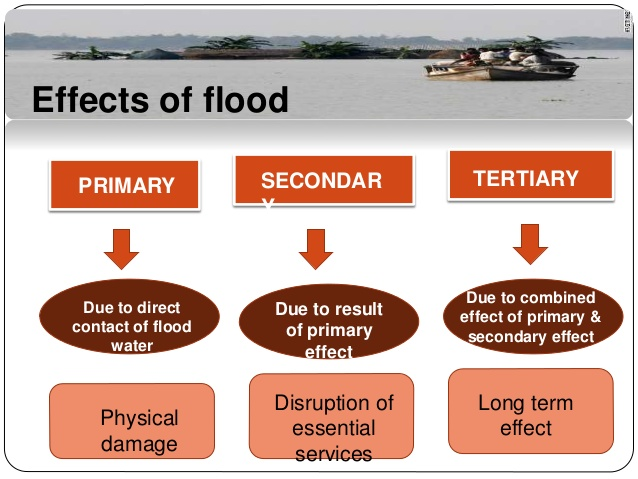 Effects of flood
PRIMARY
SECONDAR
Y
TERTIARY
Due to direct
contact of flood
water
Due to result
of primary
effect
Due to combined
effect of primary &
secondary effect
Physical
damage
Disruption of
essential
services
Long term
effect